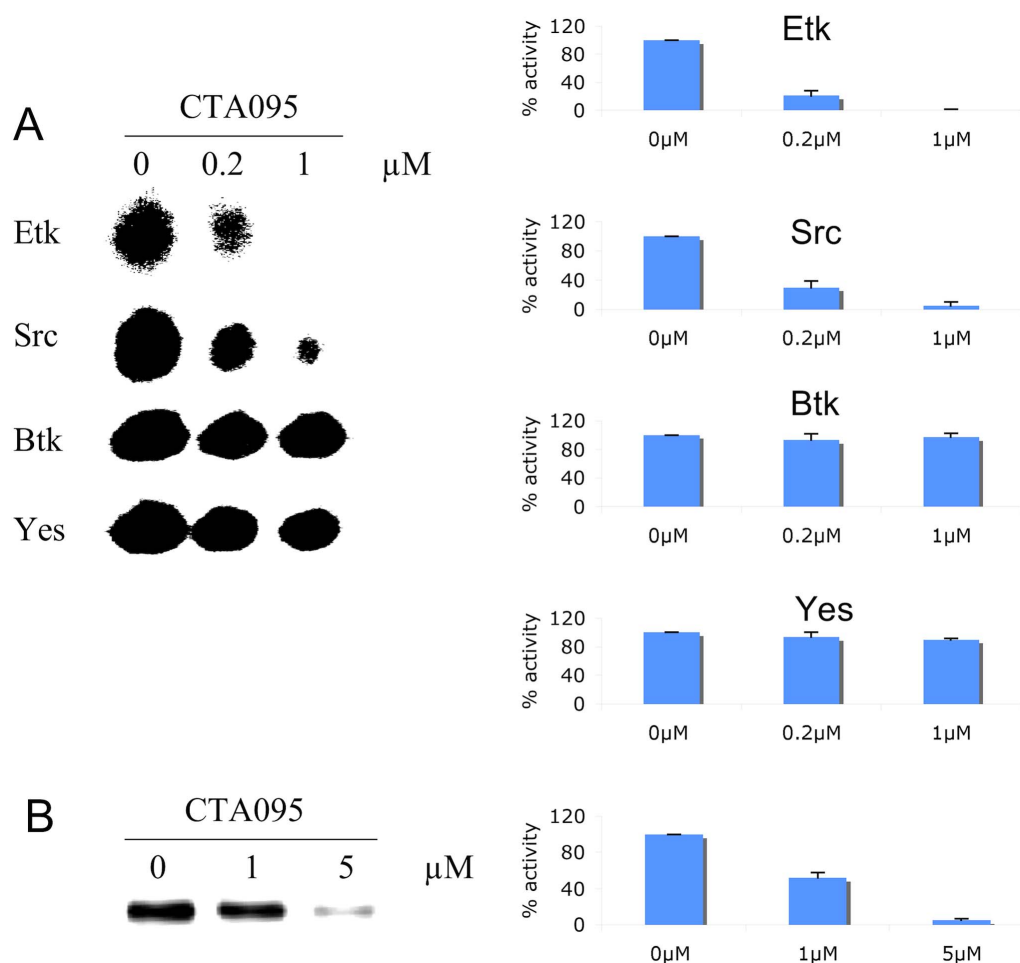 A
CTA095
0 0.2 1 µM
Etk
Src
Btk
Yes
Etk
% activity
120
80
40
0
0µM 0.2µM 1µM
Src
% activity
120
80
40
0
0µM 0.2µM 1µM
Btk
% activity
120
80
40
0
0µM 0.2µM 1µM
Yes
% activity
120
80
40
0
0µM 0.2µM 1µM
B
CTA095
0 1 5 µM
% activity
120
80
40
0
0µM 1µM 5µM